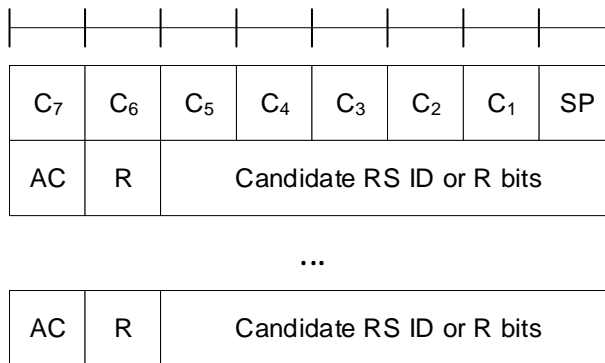 C₇ C₆ C₅ C₄ C₃ C₂ C₁ SP
AC R Candidate RS ID or R bits
...
AC R Candidate RS ID or R bits